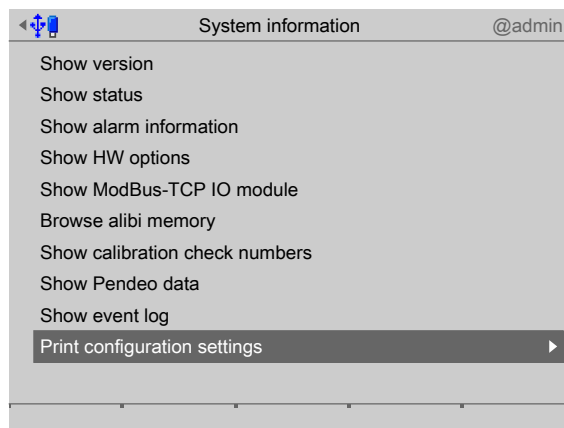 System information @admin
Show version
Show status
Show alarm information
Show HW options
Show ModBus-TCP IO module
Browse alibi memory
Show calibration check numbers
Show Pendeo data
Show event log
Print configuration settings